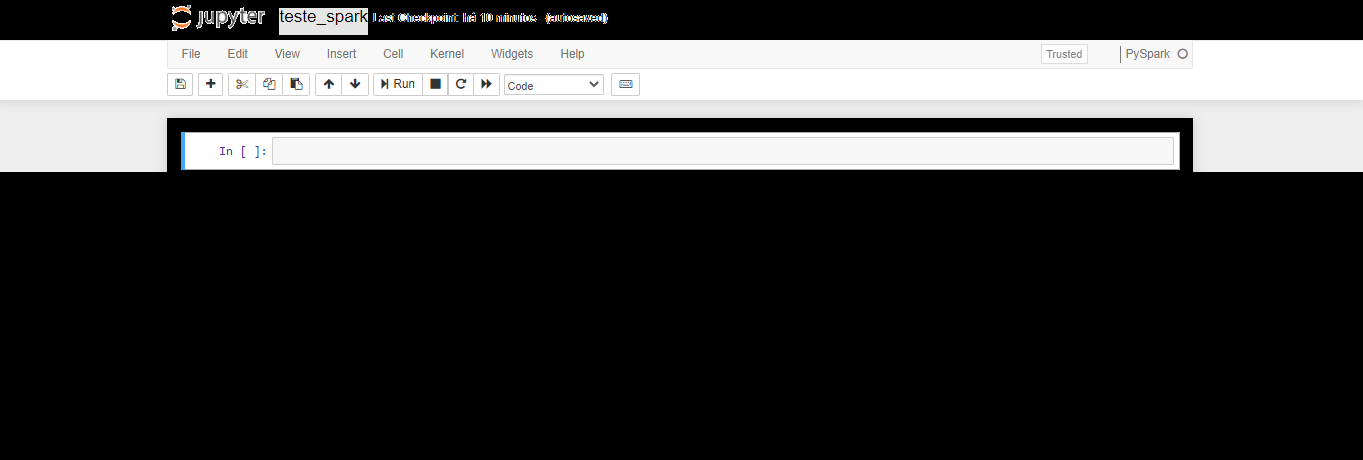 jupyter teste_spark Last Checkpoint: há 10 minutos (autosaved)
File Edit View Insert Cell Kernel Widgets Help Trusted PySpark
Run Code
In [ ]: